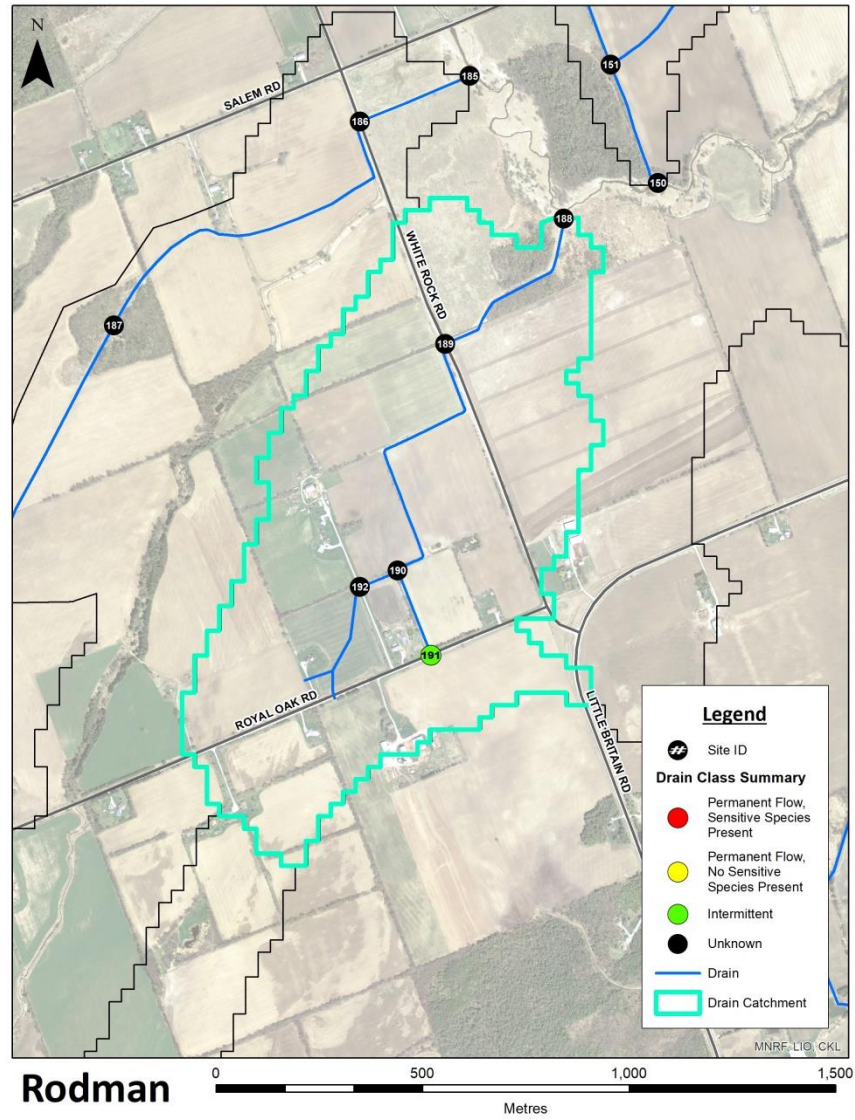 N
SALEM RD
185
186
151
150
188
187
WHITE ROCK RD
189
190
192
191
ROYAL OAK RD
LITTLE BRITAIN RD
Legend
# Site ID
Drain Class Summary
Permanent Flow,
Sensitive Species
Present
Permanent Flow,
No Sensitive
Species Present
Intermittent
Unknown
Drain
Drain Catchment
MNRF, LIO, CKL
Rodman
0 500 1,000 1,500
Metres